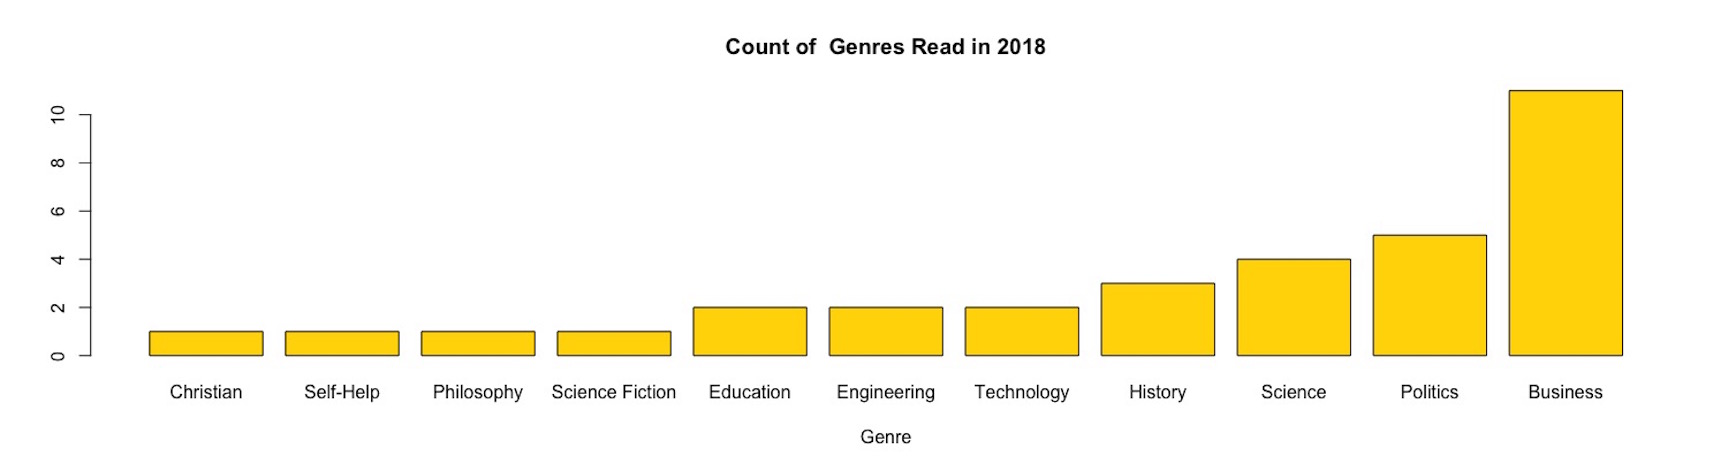 Count of  Genres Read in 2018
10
8
6
4
2
0
Christian Self-Help Philosophy Science Fiction Education Engineering Technology History Science Politics Business
Genre